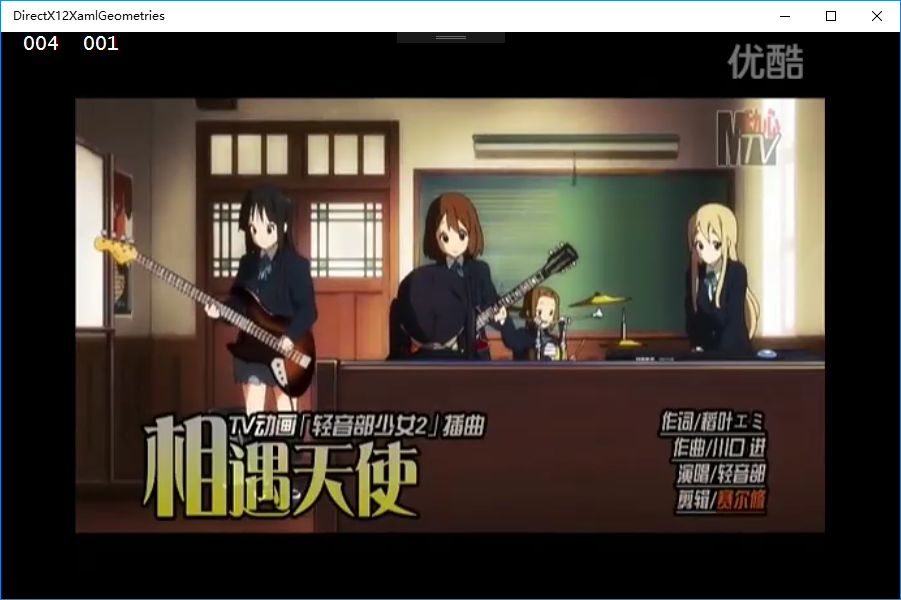 DirectX12XamlGeometries
004 001
优酷
MTV
TV动画「轻音部少女2」插曲
相遇天使
作词/稻叶エミ
作曲/川口 进
演唱/轻音部
剪辑/赛尔修